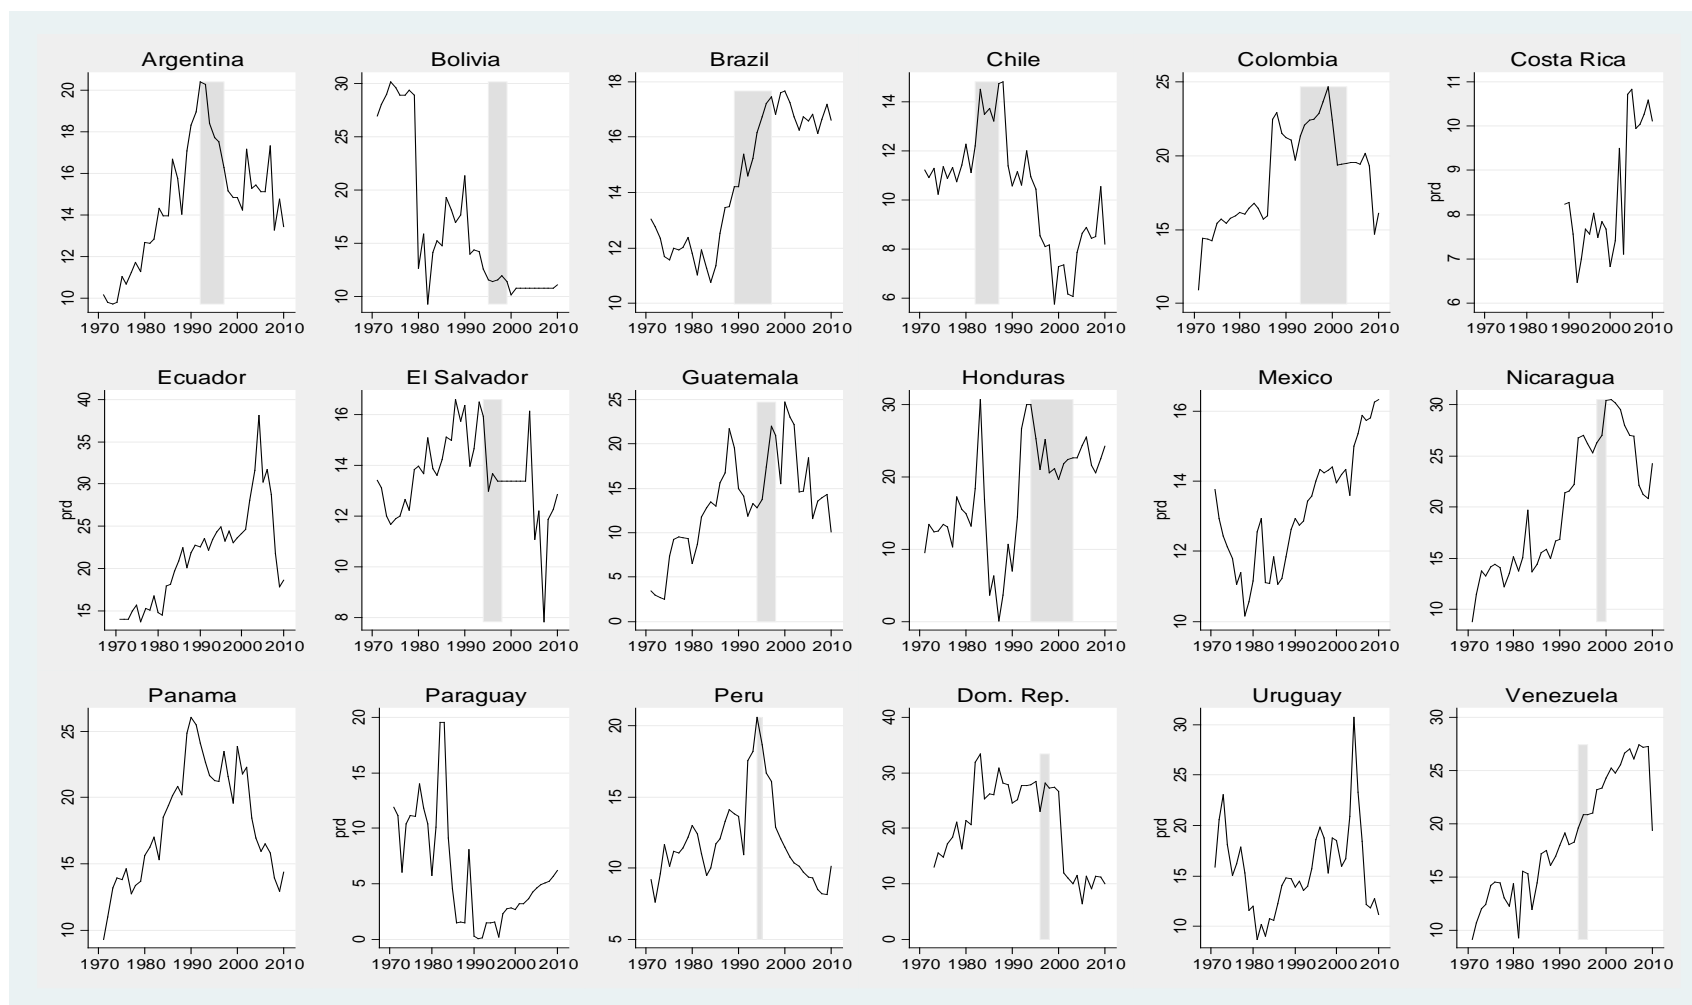 Argentina Bolivia Brazil Chile Colombia Costa Rica
20 18 16 14 12 10
30 25 20 15 10
18 16 14 12 10
14 12 10 8 6
25 20 15 10
prd
11 10 9 8 7 6
1970 1980 1990 2000 2010
1970 1980 1990 2000 2010
1970 1980 1990 2000 2010
1970 1980 1990 2000 2010
1970 1980 1990 2000 2010
1970 1980 1990 2000 2010
Ecuador El Salvador Guatemala Honduras Mexico Nicaragua
prd
40 35 30 25 20 15
16 14 12 10 8
25 20 15 10 5 0
30 20 10 0
prd
16 14 12 10
30 25 20 15 10
1970 1980 1990 2000 2010
1970 1980 1990 2000 2010
1970 1980 1990 2000 2010
1970 1980 1990 2000 2010
1970 1980 1990 2000 2010
1970 1980 1990 2000 2010
Panama Paraguay Peru Dom. Rep. Uruguay Venezuela
25 20 15 10
prd
20 15 10 5 0
20 15 10 5
40 30 20 10 0
prd
30 25 20 15 10
30 25 20 15 10
1970 1980 1990 2000 2010
1970 1980 1990 2000 2010
1970 1980 1990 2000 2010
1970 1980 1990 2000 2010
1970 1980 1990 2000 2010
1970 1980 1990 2000 2010